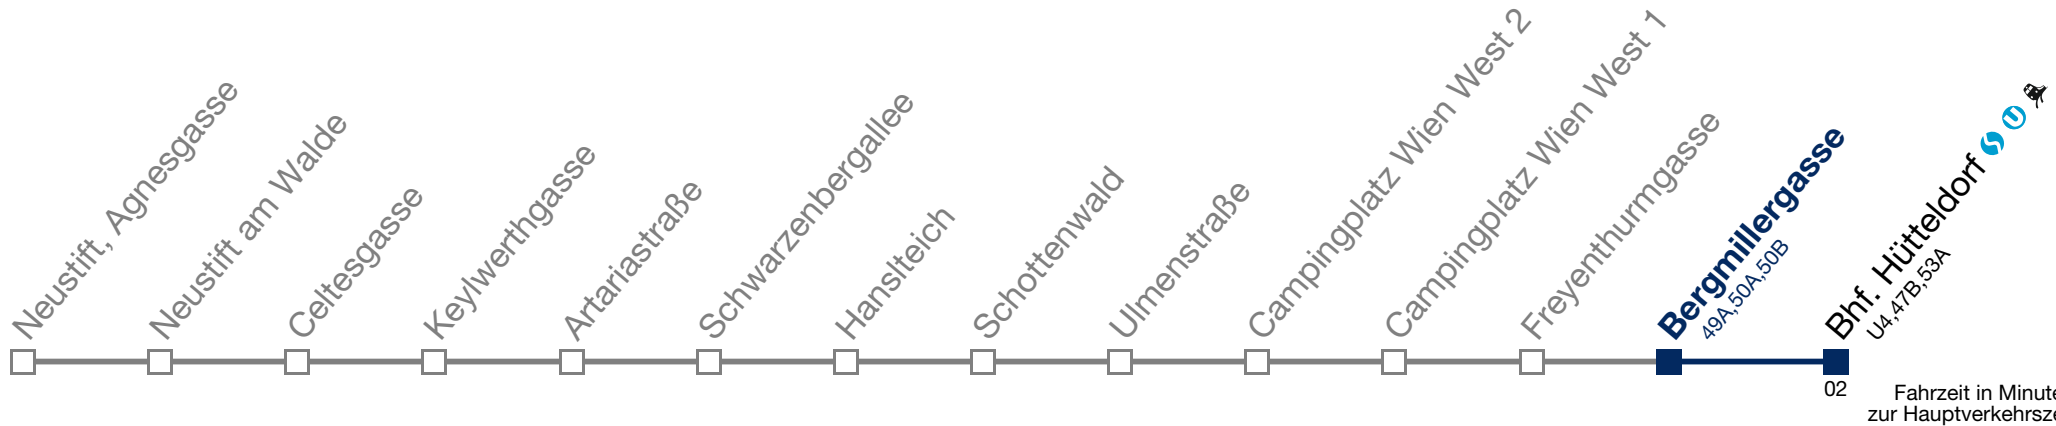 Neustift, Agnesgasse
Neustift am Walde
Celtesgasse
Keylwerthgasse
Artariastraße
Schwarzenbergallee
Hanslteich
Schottenwald
Ulmenstraße
Campingplatz Wien West 2
Campingplatz Wien West 1
Freyenthurmgasse
Bergmillergasse
49A,50A,50B
Bhf. Hütteldorf S U
U4,47B,53A
02
Fahrzeit in Minute
zur Hauptverkehrsze